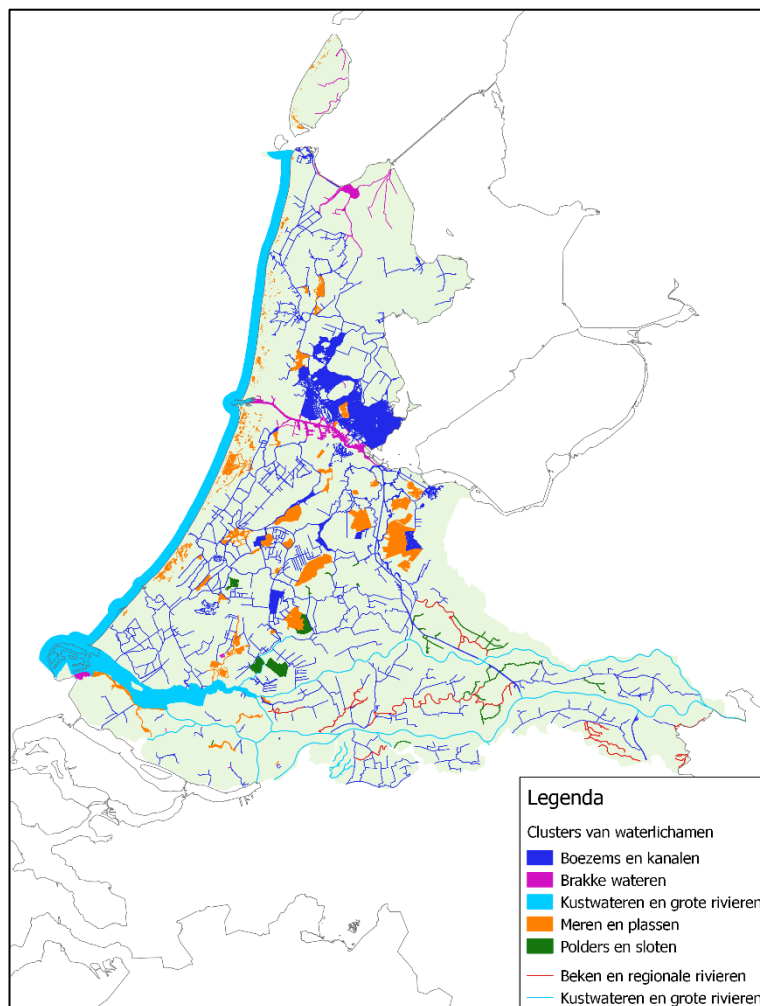 Legenda
Clusters van waterlichamen
Boezems en kanalen
Brakke wateren
Kustwateren en grote rivieren
Meren en plassen
Polders en sloten
Beken en regionale rivieren
Kustwateren en grote rivieren